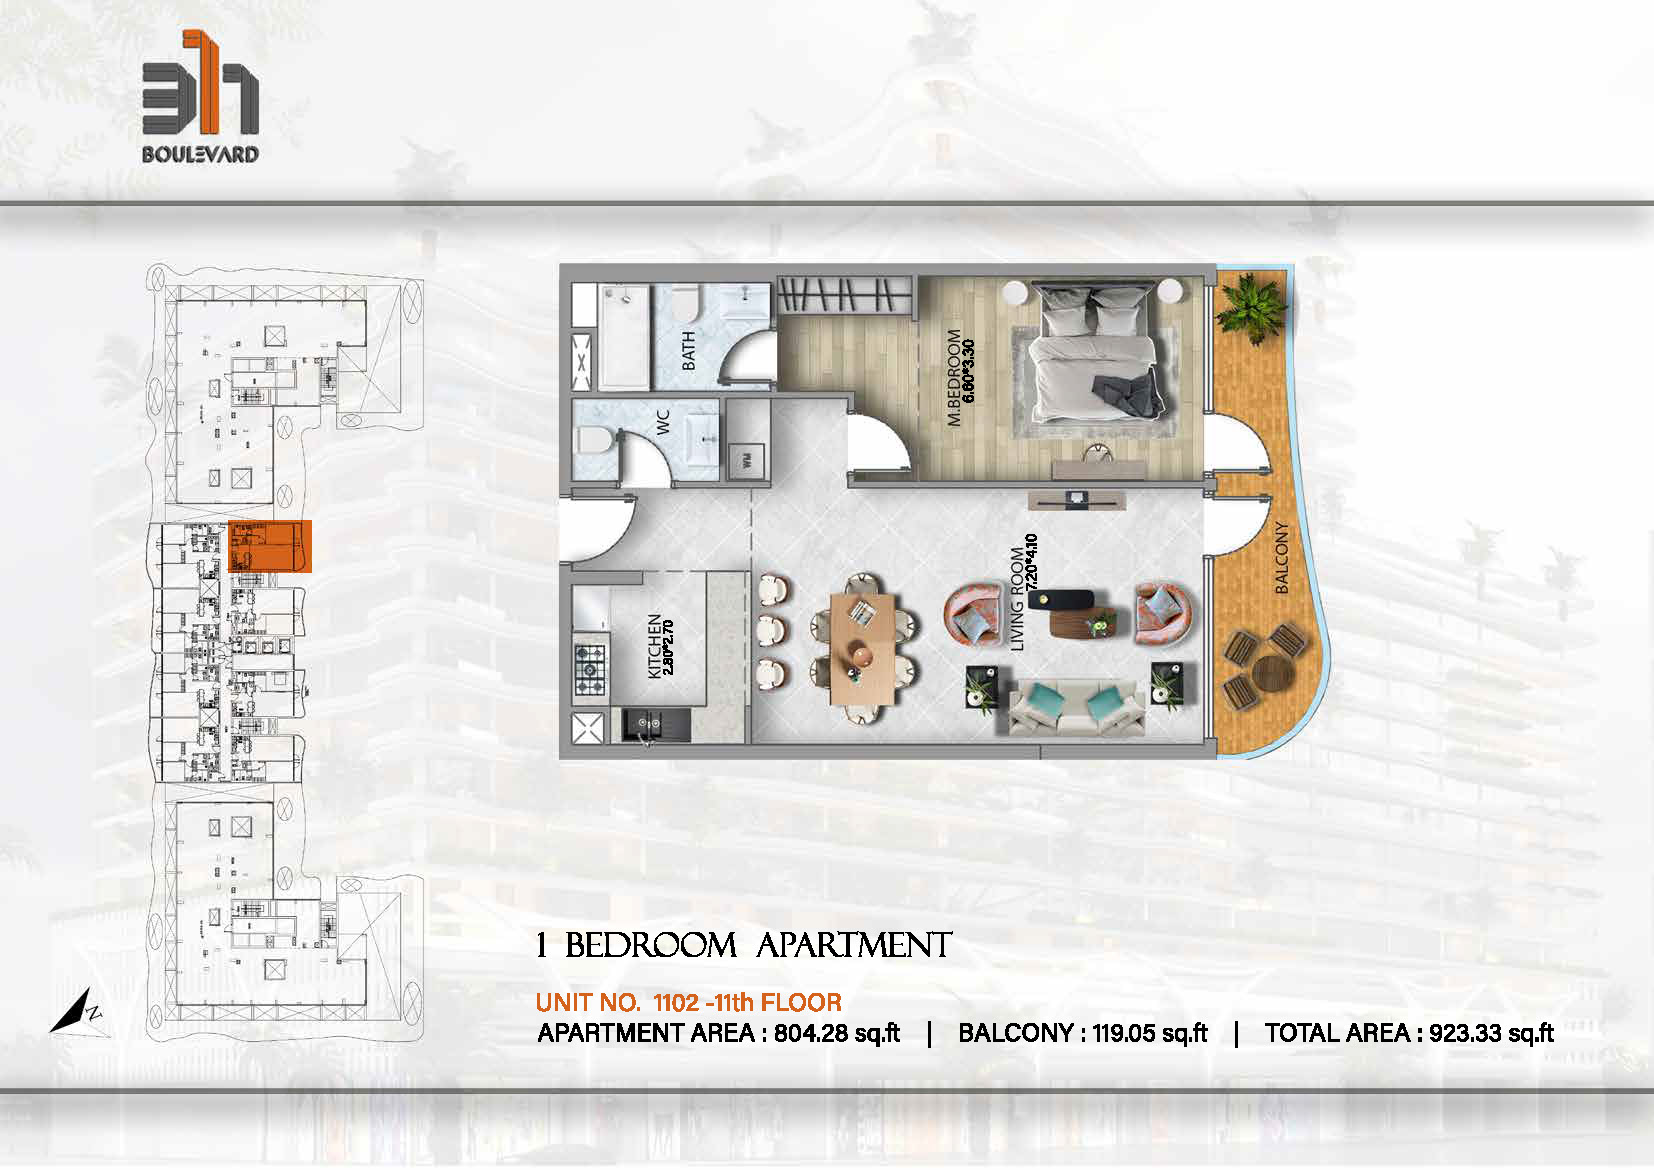 311
BOULEVARD
BATH
WC
WM
M.BEDROOM
6.60*3.30
LIVING ROOM
7.20*4.10
KITCHEN
2.80*2.70
BALCONY
N
1 BEDROOM APARTMENT
UNIT NO. 1102 -11th FLOOR
APARTMENT AREA : 804.28 sq.ft | BALCONY : 119.05 sq.ft | TOTAL AREA : 923.33 sq.ft